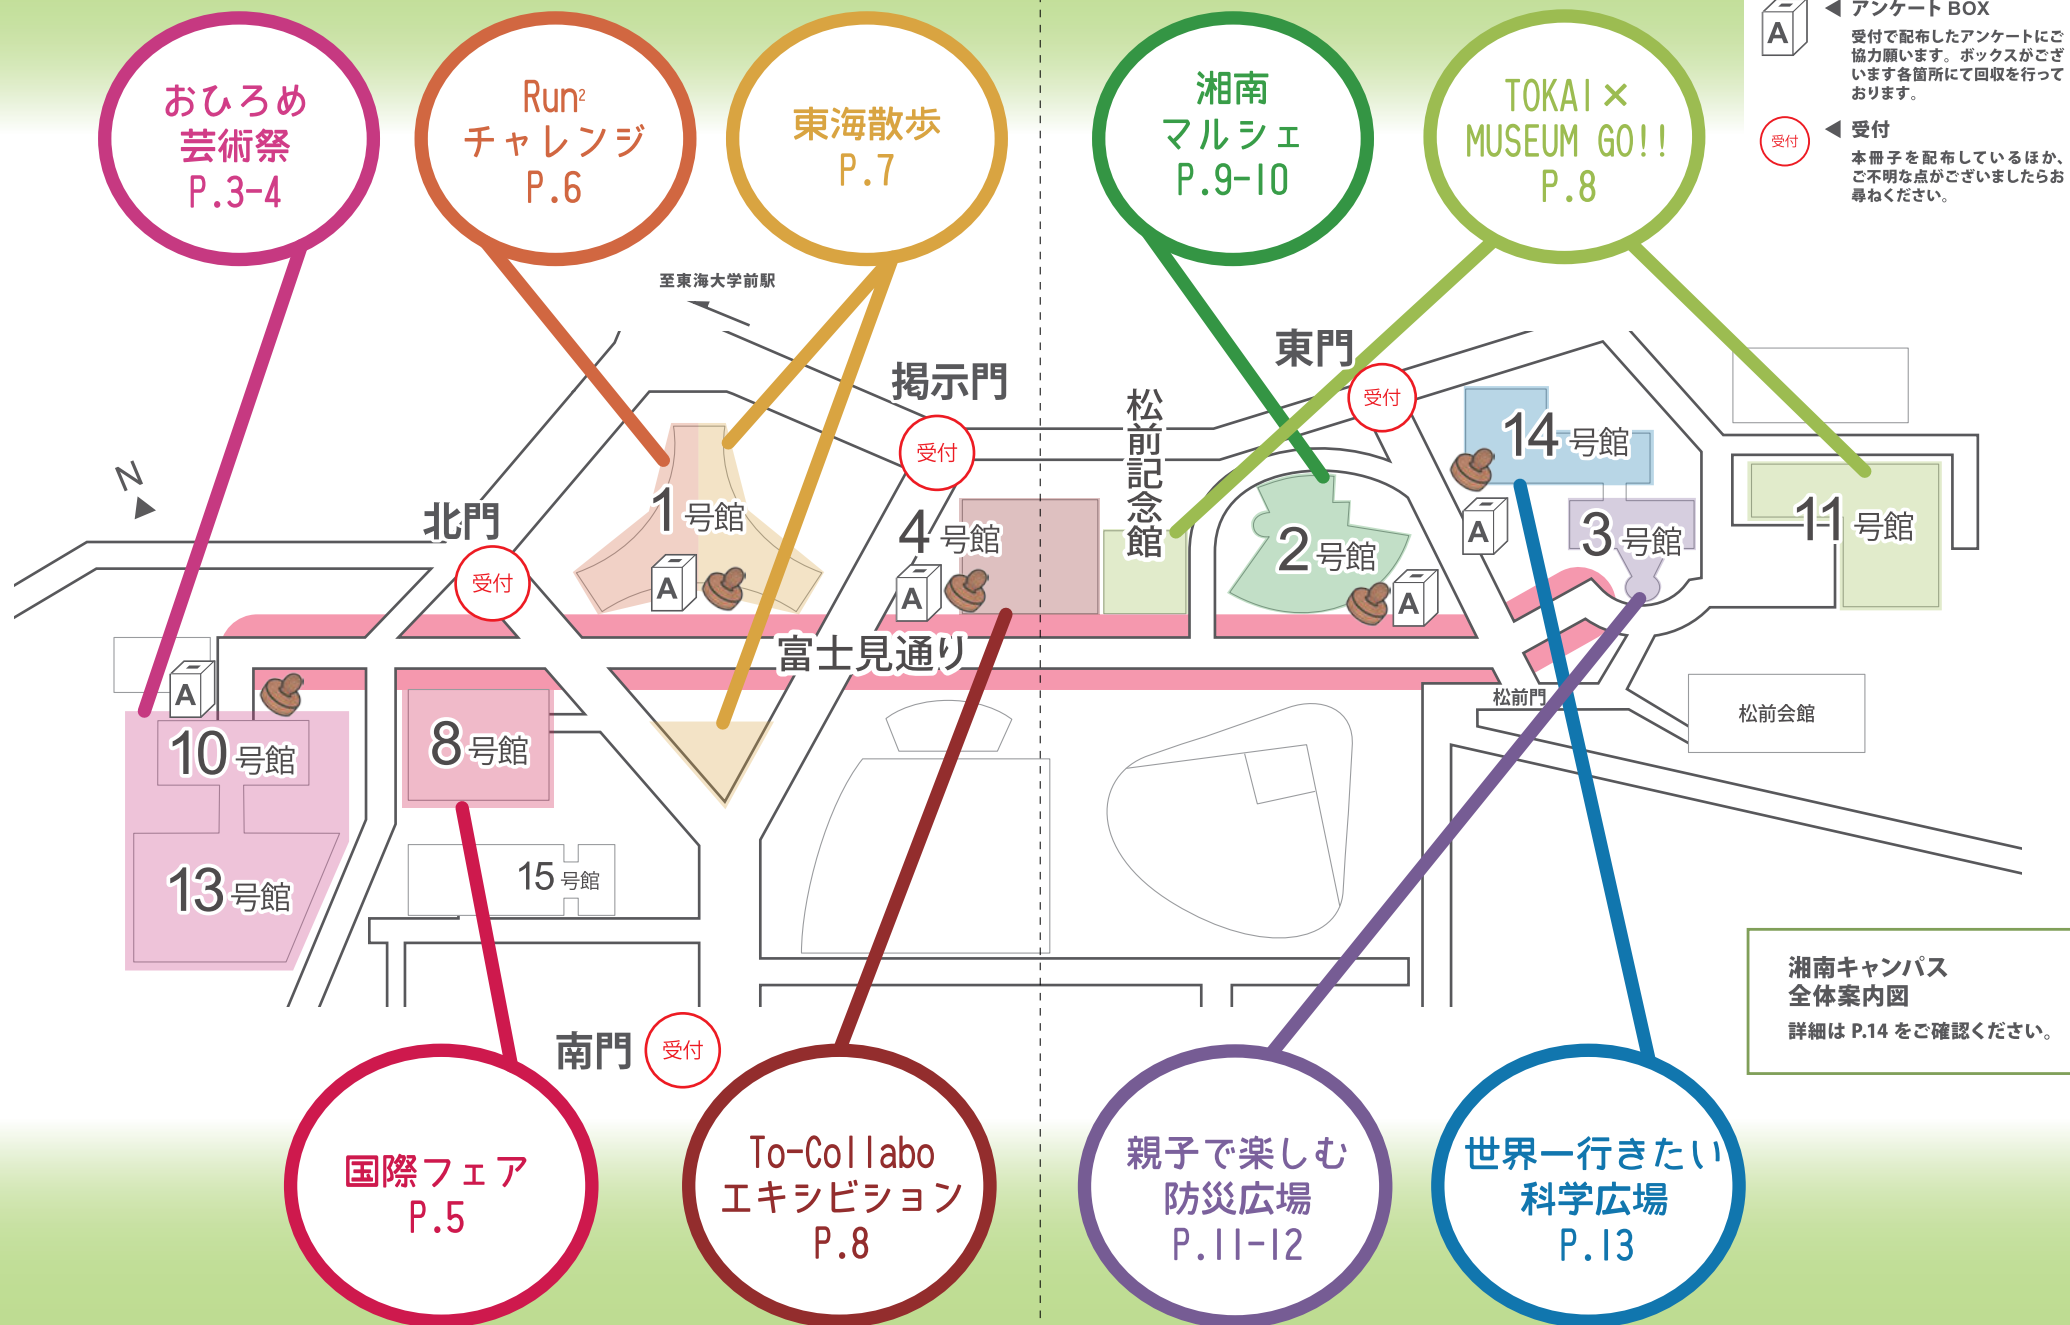 おひろめ
芸術祭
P.3-4
Run²
チャレンジ
P.6
東海散歩
P.7
湘南
マルシェ
P.9-10
TOKAI×
MUSEUM GO!!
P.8
A
アンケート BOX
受付で配布したアンケートにご
協力願います。ボックスがござ
います各箇所にて回収を行って
おります。
受付
受付
本冊子を配布しているほか、
ご不明な点がございましたらお
尋ねください。
至東海大学前駅
掲示門
受付
東門
受付
松前記念館
N
北門
受付
1号館
A
4号館
A
2号館
A
14号館
A
3号館
11号館
富士見通り
A
10号館
8号館
13号館
15号館
松前門
松前会館
南門
受付
湘南キャンパス
全体案内図
詳細は P.14 をご確認ください。
国際フェア
P.5
To-Collabo
エキシビション
P.8
親子で楽しむ
防災広場
P.11-12
世界一行きたい
科学広場
P.13